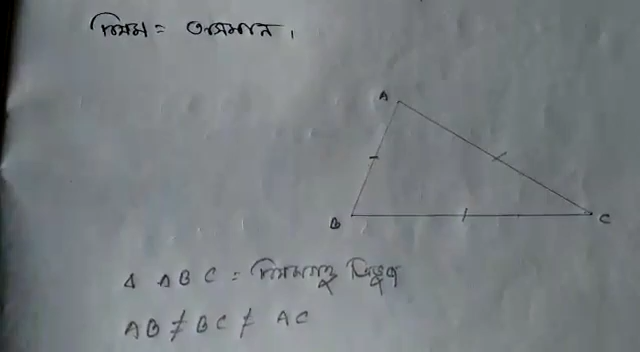 বিষম = অসমান।
A
B
C
Δ ABC = বিষমবাহু ত্রিভুজ
AB ≠ BC ≠ AC